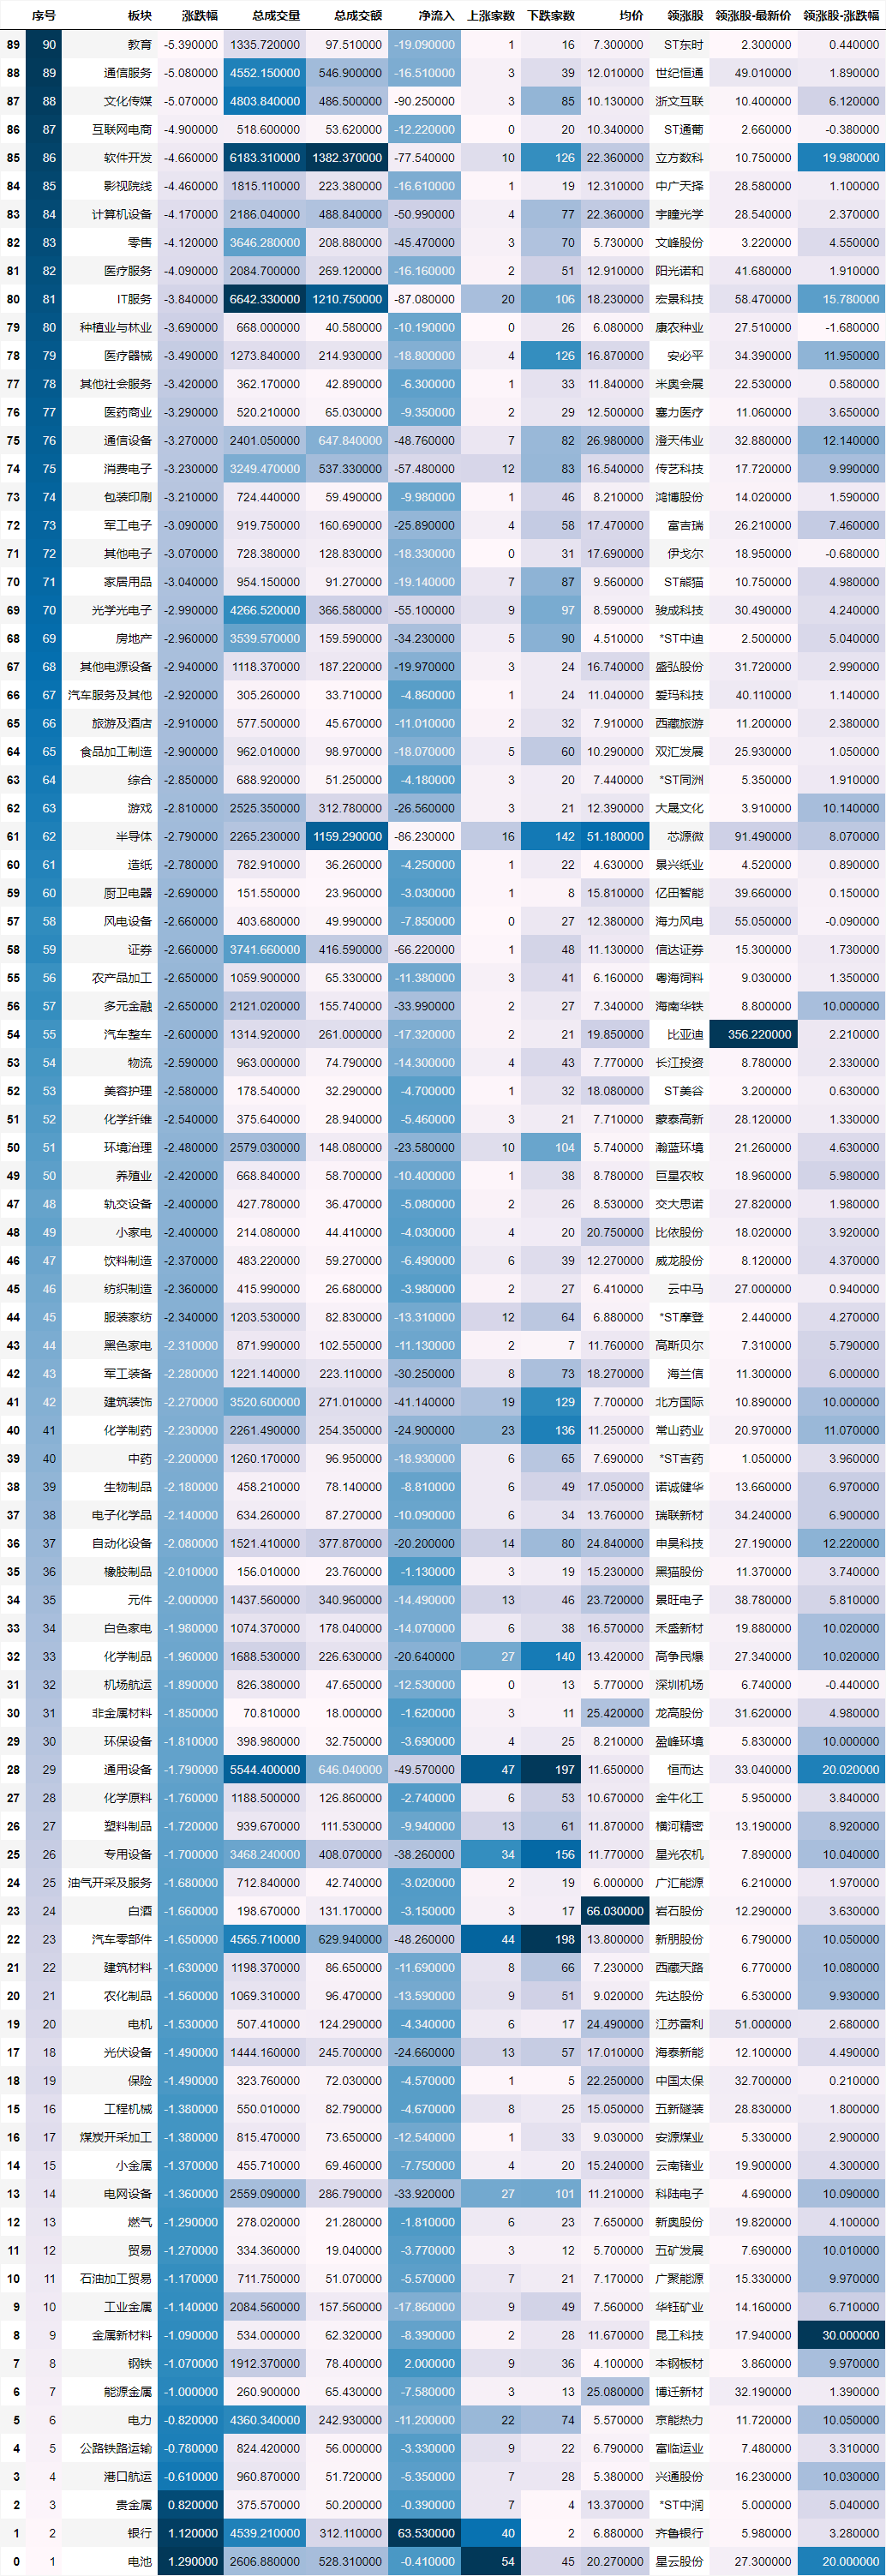 序号 板块 涨跌幅 总成交量 总成交额 净流入 上涨家数 下跌家数 均价 领涨股 领涨股-最新价 领涨股-涨跌幅
89 90 教育 -5.390000 1335.720000 97.510000 -19.090000 1 16 7.300000 ST东时 2.300000 0.440000
88 89 通信服务 -5.080000 4552.150000 546.900000 -16.510000 3 39 12.010000 世纪恒通 49.010000 1.890000
87 88 文化传媒 -5.070000 4803.840000 486.500000 -90.250000 3 85 10.130000 浙文互联 10.400000 6.120000
86 87 互联网电商 -4.900000 518.600000 53.620000 -12.220000 0 20 10.340000 ST通葡 2.660000 -0.380000
85 86 软件开发 -4.660000 6183.310000 1382.370000 -77.540000 10 126 22.360000 立方数科 10.750000 19.980000
84 85 影视院线 -4.460000 1815.110000 223.380000 -16.610000 1 19 12.310000 中广天择 28.580000 1.100000
83 84 计算机设备 -4.170000 2186.040000 488.840000 -50.990000 4 77 22.360000 宇瞳光学 28.540000 2.370000
82 83 零售 -4.120000 3646.280000 208.880000 -45.470000 3 70 5.730000 文峰股份 3.220000 4.550000
81 82 医疗服务 -4.090000 2084.700000 269.120000 -16.160000 2 51 12.910000 阳光诺和 41.680000 1.910000
80 81 IT服务 -3.840000 6642.330000 1210.750000 -87.080000 20 106 18.230000 宏景科技 58.470000 15.780000
79 80 种植业与林业 -3.690000 668.000000 40.580000 -10.190000 0 26 6.080000 康农种业 27.510000 -1.680000
78 79 医疗器械 -3.490000 1273.840000 214.930000 -18.800000 4 126 16.870000 安必平 34.390000 11.950000
77 78 其他社会服务 -3.420000 362.170000 42.890000 -6.300000 1 33 11.840000 米奥会展 22.530000 0.580000
76 77 医药商业 -3.290000 520.210000 65.030000 -9.350000 2 29 12.500000 塞力医疗 11.060000 3.650000
75 76 通信设备 -3.270000 2401.050000 647.840000 -48.760000 7 82 26.980000 澄天伟业 32.880000 12.140000
74 75 消费电子 -3.230000 3249.470000 537.330000 -57.480000 12 83 16.540000 传艺科技 17.720000 9.990000
73 74 包装印刷 -3.210000 724.440000 59.490000 -9.980000 1 46 8.210000 鸿博股份 14.020000 1.590000
72 73 军工电子 -3.090000 919.750000 160.690000 -25.890000 4 58 17.470000 富吉瑞 26.210000 7.460000
71 72 其他电子 -3.070000 728.380000 128.830000 -18.330000 0 31 17.690000 伊戈尔 18.950000 -0.680000
70 71 家居用品 -3.040000 954.150000 91.270000 -19.140000 7 87 9.560000 ST熊猫 10.750000 4.980000
69 70 光学光电子 -2.990000 4266.520000 366.580000 -55.100000 9 97 8.590000 骏成科技 30.490000 4.240000
68 69 房地产 -2.960000 3539.570000 159.590000 -34.230000 5 90 4.510000 *ST中迪 2.500000 5.040000
67 68 其他电源设备 -2.940000 1118.370000 187.220000 -19.970000 3 24 16.740000 盛弘股份 31.720000 2.990000
66 67 汽车服务及其他 -2.920000 305.260000 33.710000 -4.860000 1 24 11.040000 爱玛科技 40.110000 1.140000
65 66 旅游及酒店 -2.910000 577.500000 45.670000 -11.010000 2 32 7.910000 西藏旅游 11.200000 2.380000
64 65 食品加工制造 -2.900000 962.010000 98.970000 -18.070000 5 60 10.290000 双汇发展 25.930000 1.050000
63 64 综合 -2.850000 688.920000 51.250000 -4.180000 3 20 7.440000 *ST同洲 5.350000 1.910000
62 63 游戏 -2.810000 2525.350000 312.780000 -26.560000 3 21 12.390000 大晟文化 3.910000 10.140000
61 62 半导体 -2.790000 2265.230000 1159.290000 -86.230000 16 142 51.180000 芯源微 91.490000 8.070000
60 61 造纸 -2.780000 782.910000 36.260000 -4.250000 1 22 4.630000 景兴纸业 4.520000 0.890000
59 60 厨卫电器 -2.690000 151.550000 23.960000 -3.030000 1 8 15.810000 亿田智能 39.660000 0.150000
57 58 风电设备 -2.660000 403.680000 49.990000 -7.850000 0 27 12.380000 海力风电 55.050000 -0.090000
58 59 证券 -2.660000 3741.660000 416.590000 -66.220000 1 48 11.130000 信达证券 15.300000 1.730000
55 56 农产品加工 -2.650000 1059.900000 65.330000 -11.380000 3 41 6.160000 粤海饲料 9.030000 1.350000
56 57 多元金融 -2.650000 2121.020000 155.740000 -33.990000 2 27 7.340000 海南华铁 8.800000 10.000000
54 55 汽车整车 -2.600000 1314.920000 261.000000 -17.320000 2 21 19.850000 比亚迪 356.220000 2.210000
53 54 物流 -2.590000 963.000000 74.790000 -14.300000 4 43 7.770000 长江投资 8.780000 2.330000
52 53 美容护理 -2.580000 178.540000 32.290000 -4.700000 1 32 18.080000 ST美谷 3.200000 0.630000
51 52 化学纤维 -2.540000 375.640000 28.940000 -5.460000 3 21 7.710000 蒙泰高新 28.120000 1.330000
50 51 环境治理 -2.480000 2579.030000 148.080000 -23.580000 10 104 5.740000 瀚蓝环境 21.260000 4.630000
49 50 养殖业 -2.420000 668.840000 58.700000 -10.400000 1 38 8.780000 巨星农牧 18.960000 5.980000
47 48 轨交设备 -2.400000 427.780000 36.470000 -5.080000 2 26 8.530000 交大思诺 27.820000 1.980000
48 49 小家电 -2.400000 214.080000 44.410000 -4.030000 4 20 20.750000 比依股份 18.020000 3.920000
46 47 饮料制造 -2.370000 483.220000 59.270000 -6.490000 6 39 12.270000 威龙股份 8.120000 4.370000
45 46 纺织制造 -2.360000 415.990000 26.680000 -3.980000 2 27 6.410000 云中马 27.000000 0.940000
44 45 服装家纺 -2.340000 1203.530000 82.830000 -13.310000 12 64 6.880000 *ST摩登 2.440000 4.270000
43 44 黑色家电 -2.310000 871.990000 102.550000 -11.130000 2 7 11.760000 高斯贝尔 7.310000 5.790000
42 43 军工装备 -2.280000 1221.140000 223.110000 -30.250000 8 73 18.270000 海兰信 11.300000 6.000000
41 42 建筑装饰 -2.270000 3520.600000 271.010000 -41.140000 19 129 7.700000 北方国际 10.890000 10.000000
40 41 化学制药 -2.230000 2261.490000 254.350000 -24.900000 23 136 11.250000 常山药业 20.970000 11.070000
39 40 中药 -2.200000 1260.170000 96.950000 -18.930000 6 65 7.690000 *ST吉药 1.050000 3.960000
38 39 生物制品 -2.180000 458.210000 78.140000 -8.810000 6 49 17.050000 诺诚健华 13.660000 6.970000
37 38 电子化学品 -2.140000 634.260000 87.270000 -10.090000 6 34 13.760000 瑞联新材 34.240000 6.900000
36 37 自动化设备 -2.080000 1521.410000 377.870000 -20.200000 14 80 24.840000 申昊科技 27.190000 12.220000
35 36 橡胶制品 -2.010000 156.010000 23.760000 -1.130000 3 19 15.230000 黑猫股份 11.370000 3.740000
34 35 元件 -2.000000 1437.560000 340.960000 -14.490000 13 46 23.720000 景旺电子 38.780000 5.810000
33 34 白色家电 -1.980000 1074.370000 178.040000 -14.070000 6 38 16.570000 禾盛新材 19.880000 10.020000
32 33 化学制品 -1.960000 1688.530000 226.630000 -20.640000 27 140 13.420000 高争民爆 27.340000 10.020000
31 32 机场航运 -1.890000 826.380000 47.650000 -12.530000 0 13 5.770000 深圳机场 6.740000 -0.440000
30 31 非金属材料 -1.850000 70.810000 18.000000 -1.620000 3 11 25.420000 龙高股份 31.620000 4.980000
29 30 环保设备 -1.810000 398.980000 32.750000 -3.690000 4 25 8.210000 盈峰环境 5.830000 10.000000
28 29 通用设备 -1.790000 5544.400000 646.040000 -49.570000 47 197 11.650000 恒而达 33.040000 20.020000
27 28 化学原料 -1.760000 1188.500000 126.860000 -2.740000 6 53 10.670000 金牛化工 5.950000 3.840000
26 27 塑料制品 -1.720000 939.670000 111.530000 -9.940000 13 61 11.870000 横河精密 13.190000 8.920000
25 26 专用设备 -1.700000 3468.240000 408.070000 -38.260000 34 156 11.770000 星光农机 7.890000 10.040000
24 25 油气开采及服务 -1.680000 712.840000 42.740000 -3.020000 2 19 6.000000 广汇能源 6.210000 1.970000
23 24 白酒 -1.660000 198.670000 131.170000 -3.150000 3 17 66.030000 岩石股份 12.290000 3.630000
22 23 汽车零部件 -1.650000 4565.710000 629.940000 -48.260000 44 198 13.800000 新朋股份 6.790000 10.050000
21 22 建筑材料 -1.630000 1198.370000 86.650000 -11.690000 8 66 7.230000 西藏天路 6.770000 10.080000
20 21 农化制品 -1.560000 1069.310000 96.470000 -13.590000 9 51 9.020000 先达股份 6.530000 9.930000
19 20 电机 -1.530000 507.410000 124.290000 -4.340000 6 17 24.490000 江苏雷利 51.000000 2.680000
17 18 光伏设备 -1.490000 1444.160000 245.700000 -24.660000 13 57 17.010000 海泰新能 12.100000 4.490000
18 19 保险 -1.490000 323.760000 72.030000 -4.570000 1 5 22.250000 中国太保 32.700000 0.210000
15 16 工程机械 -1.380000 550.010000 82.790000 -4.670000 8 25 15.050000 五新隧装 28.830000 1.800000
16 17 煤炭开采加工 -1.380000 815.470000 73.650000 -12.540000 1 33 9.030000 安源煤业 5.330000 2.900000
14 15 小金属 -1.370000 455.710000 69.460000 -7.750000 4 20 15.240000 云南锗业 19.900000 4.300000
13 14 电网设备 -1.360000 2559.090000 286.790000 -33.920000 27 101 11.210000 科陆电子 4.690000 10.090000
12 13 燃气 -1.290000 278.020000 21.280000 -1.810000 6 23 7.650000 新奥股份 19.820000 4.100000
11 12 贸易 -1.270000 334.360000 19.040000 -3.770000 3 12 5.700000 五矿发展 7.690000 10.010000
10 11 石油加工贸易 -1.170000 711.750000 51.070000 -5.570000 7 21 7.170000 广聚能源 15.330000 9.970000
9 10 工业金属 -1.140000 2084.560000 157.560000 -17.860000 9 49 7.560000 华钰矿业 14.160000 6.710000
8 9 金属新材料 -1.090000 534.000000 62.320000 -8.390000 2 28 11.670000 昆工科技 17.940000 30.000000
7 8 钢铁 -1.070000 1912.370000 78.400000 2.000000 9 36 4.100000 本钢板材 3.860000 9.970000
6 7 能源金属 -1.000000 260.900000 65.430000 -7.580000 3 13 25.080000 博迁新材 32.190000 1.390000
5 6 电力 -0.820000 4360.340000 242.930000 -11.200000 22 74 5.570000 京能热力 11.720000 10.050000
4 5 公路铁路运输 -0.780000 824.420000 56.000000 -3.330000 9 22 6.790000 富临运业 7.480000 3.310000
3 4 港口航运 -0.610000 960.870000 51.720000 -5.350000 7 28 5.380000 兴通股份 16.230000 10.030000
2 3 贵金属 0.820000 375.570000 50.200000 -0.390000 7 4 13.370000 *ST中润 5.000000 5.040000
1 2 银行 1.120000 4539.210000 312.110000 63.530000 40 2 6.880000 齐鲁银行 5.980000 3.280000
0 1 电池 1.290000 2606.880000 528.310000 -0.410000 54 45 20.270000 星云股份 27.300000 20.000000